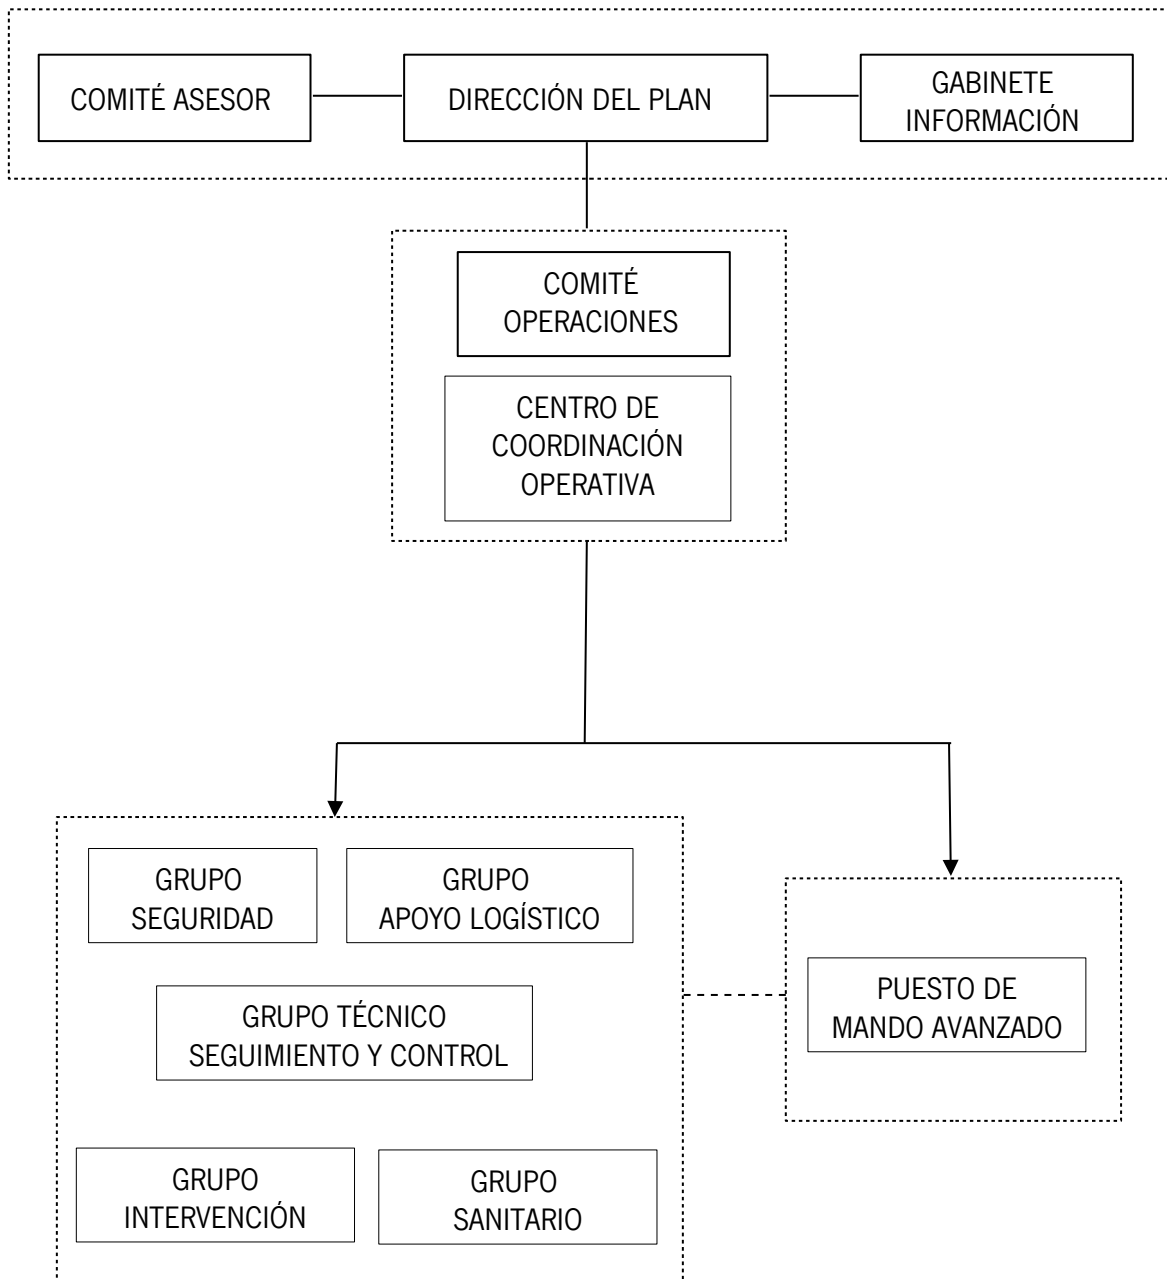 COMITÉ ASESOR
DIRECCIÓN DEL PLAN
GABINETE
INFORMACIÓN
COMITÉ
OPERACIONES
CENTRO DE
COORDINACIÓN
OPERATIVA
GRUPO
SEGURIDAD
GRUPO
APOYO LOGÍSTICO
GRUPO TÉCNICO
SEGUIMIENTO Y CONTROL
GRUPO
INTERVENCIÓN
GRUPO
SANITARIO
PUESTO DE
MANDO AVANZADO